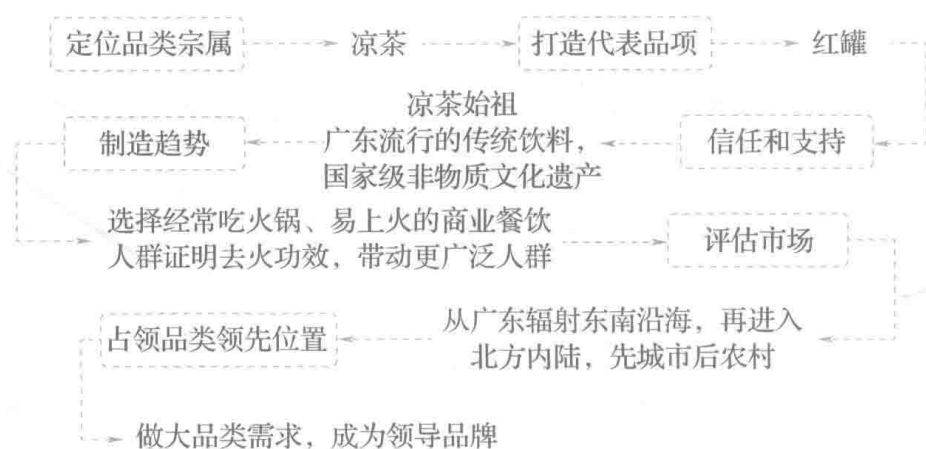 定位品类宗属
凉茶
打造代表品项
红罐
信任和支持
凉茶始祖
广东流行的传统饮料，
国家级非物质文化遗产
制造趋势
选择经常吃火锅、易上火的商业餐饮
人群证明去火功效，带动更广泛人群
评估市场
从广东辐射东南沿海，再进入
北方内陆，先城市后农村
占领品类领先位置
做大品类需求，成为领导品牌